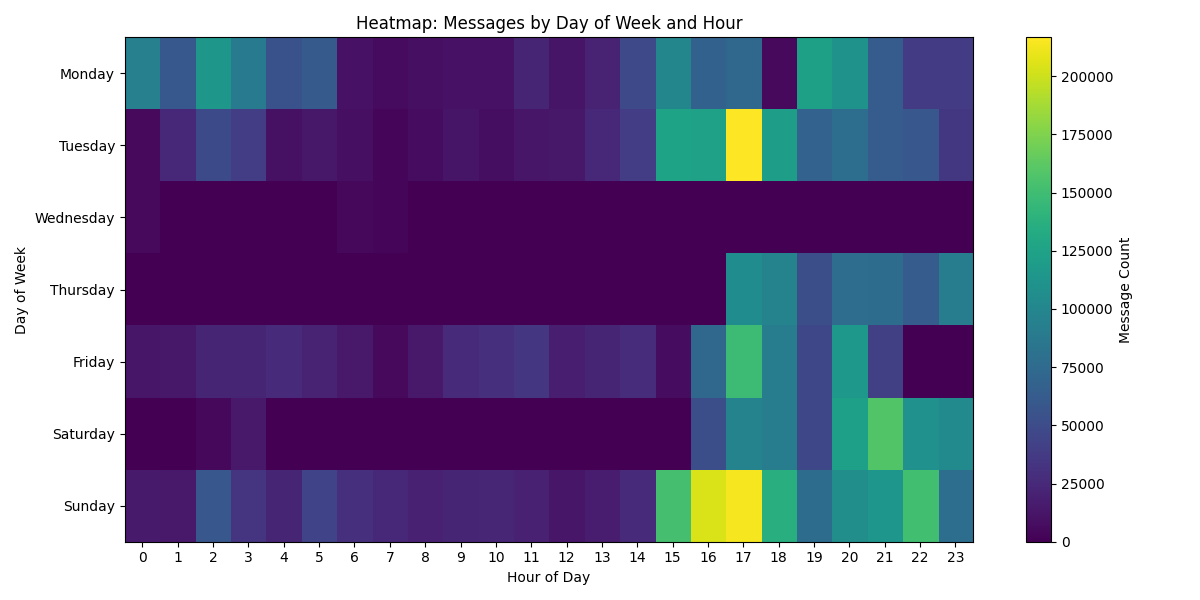 Heatmap: Messages by Day of Week and Hour
Day of Week
Monday
Tuesday
Wednesday
Thursday
Friday
Saturday
Sunday
0 1 2 3 4 5 6 7 8 9 10 11 12 13 14 15 16 17 18 19 20 21 22 23
Hour of Day
200000
175000
150000
125000
100000
75000
50000
25000
0
Message Count